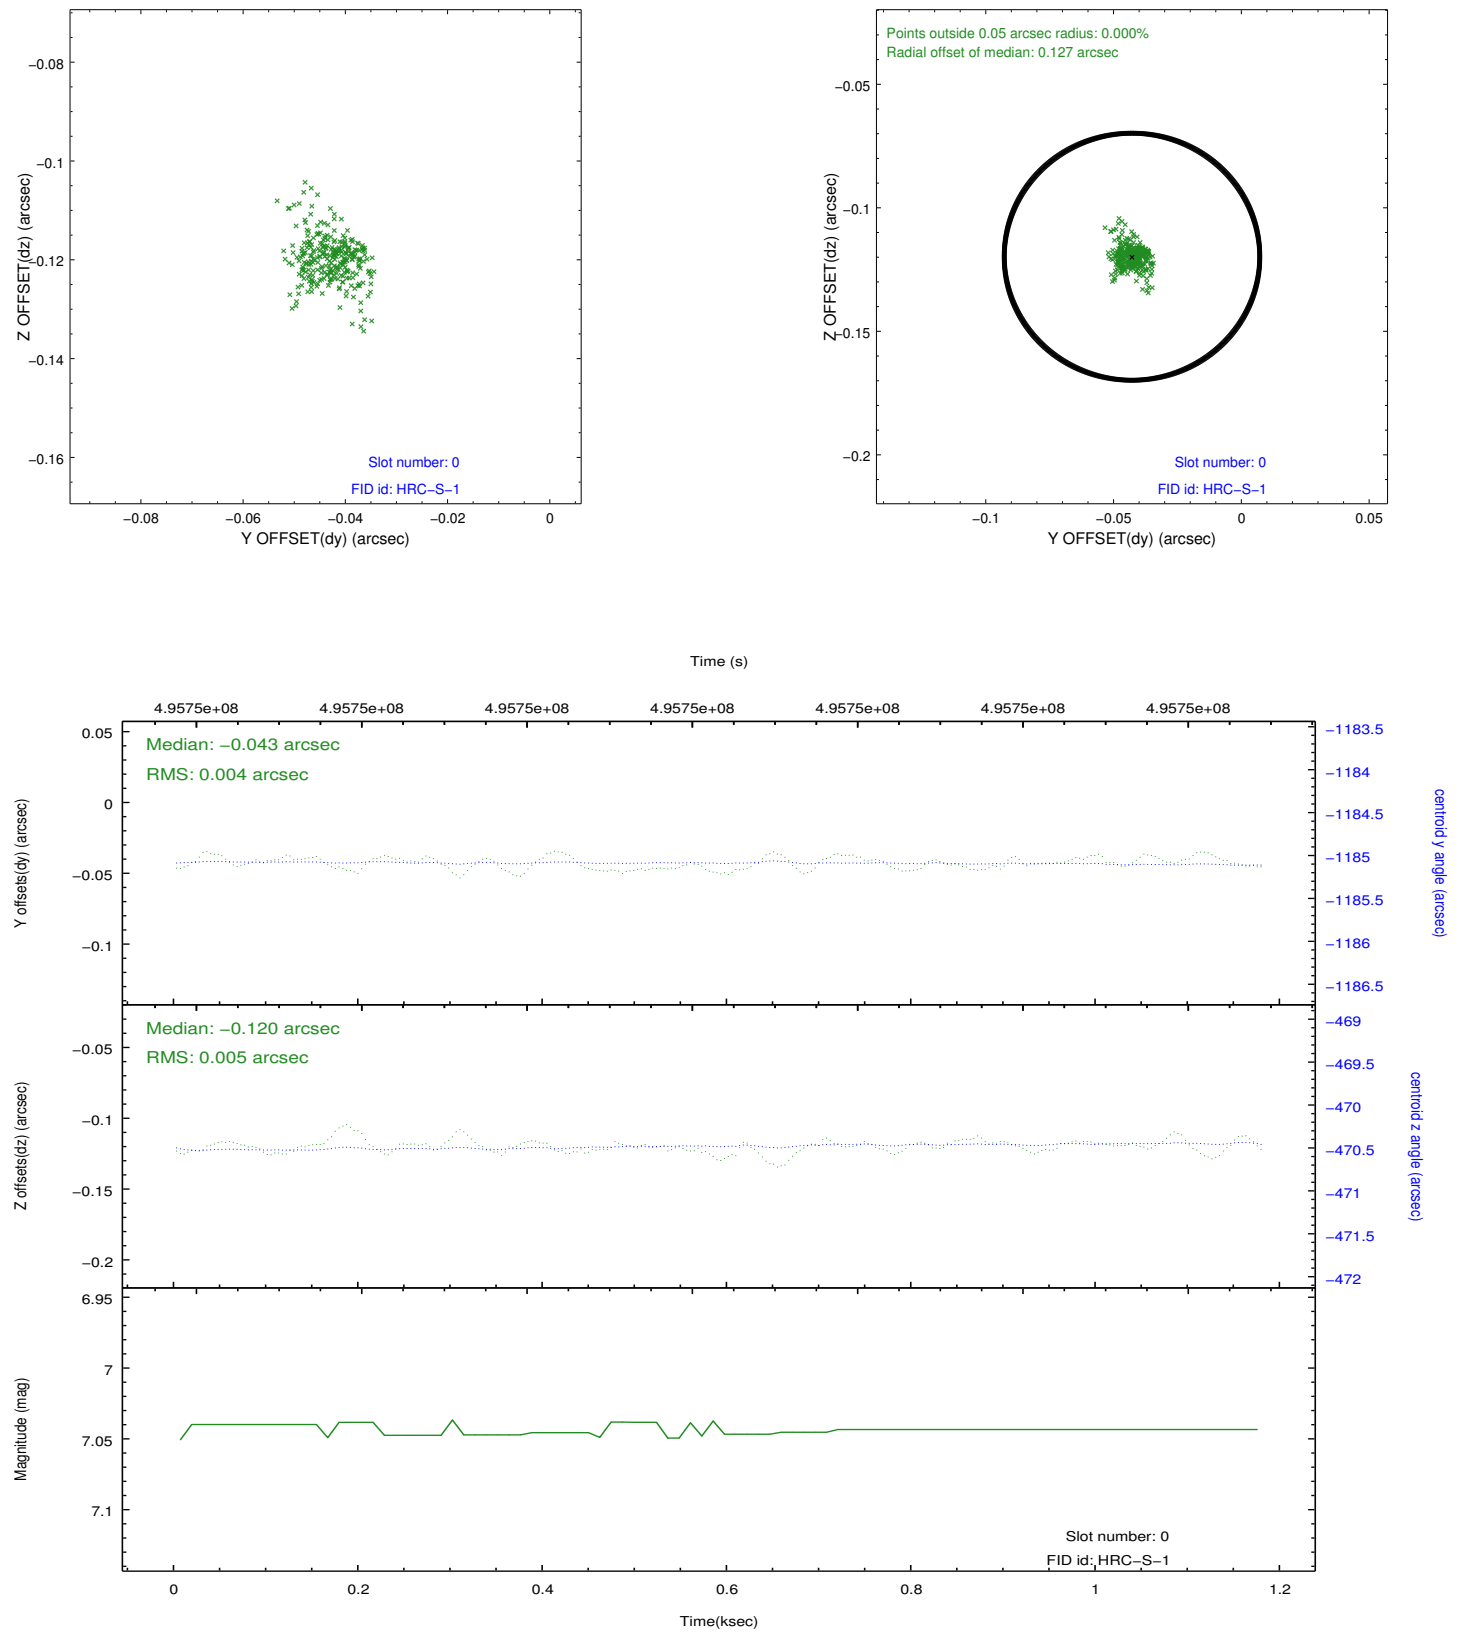 −0.08
−0.1
−0.12
−0.14
−0.16
Z OFFSET(dz) (arcsec)
Slot number: 0
FID id: HRC−S−1
−0.08 −0.06 −0.04 −0.02 0
Y OFFSET(dy) (arcsec)
Points outside 0.05 arcsec radius: 0.000%
Radial offset of median: 0.127 arcsec
−0.05
−0.1
−0.15
−0.2
Z OFFSET(dz) (arcsec)
Slot number: 0
FID id: HRC−S−1
−0.1 −0.05 0 0.05
Y OFFSET(dy) (arcsec)
Time (s)
4.9575e+08 4.9575e+08 4.9575e+08 4.9575e+08 4.9575e+08 4.9575e+08 4.9575e+08
Median: −0.043 arcsec
RMS: 0.004 arcsec
0.05
0
−0.05
−0.1
Y offsets(dy) (arcsec)
−1183.5
−1184
−1184.5
−1185
−1185.5
−1186
−1186.5
centroid y angle (arcsec)
Median: −0.120 arcsec
RMS: 0.005 arcsec
−0.05
−0.1
−0.15
−0.2
Z offsets(dz) (arcsec)
−469
−469.5
−470
−470.5
−471
−471.5
−472
centroid z angle (arcsec)
6.95
7
7.05
7.1
Magnitude (mag)
Slot number: 0
FID id: HRC−S−1
0 0.2 0.4 0.6 0.8 1 1.2
Time(ksec)